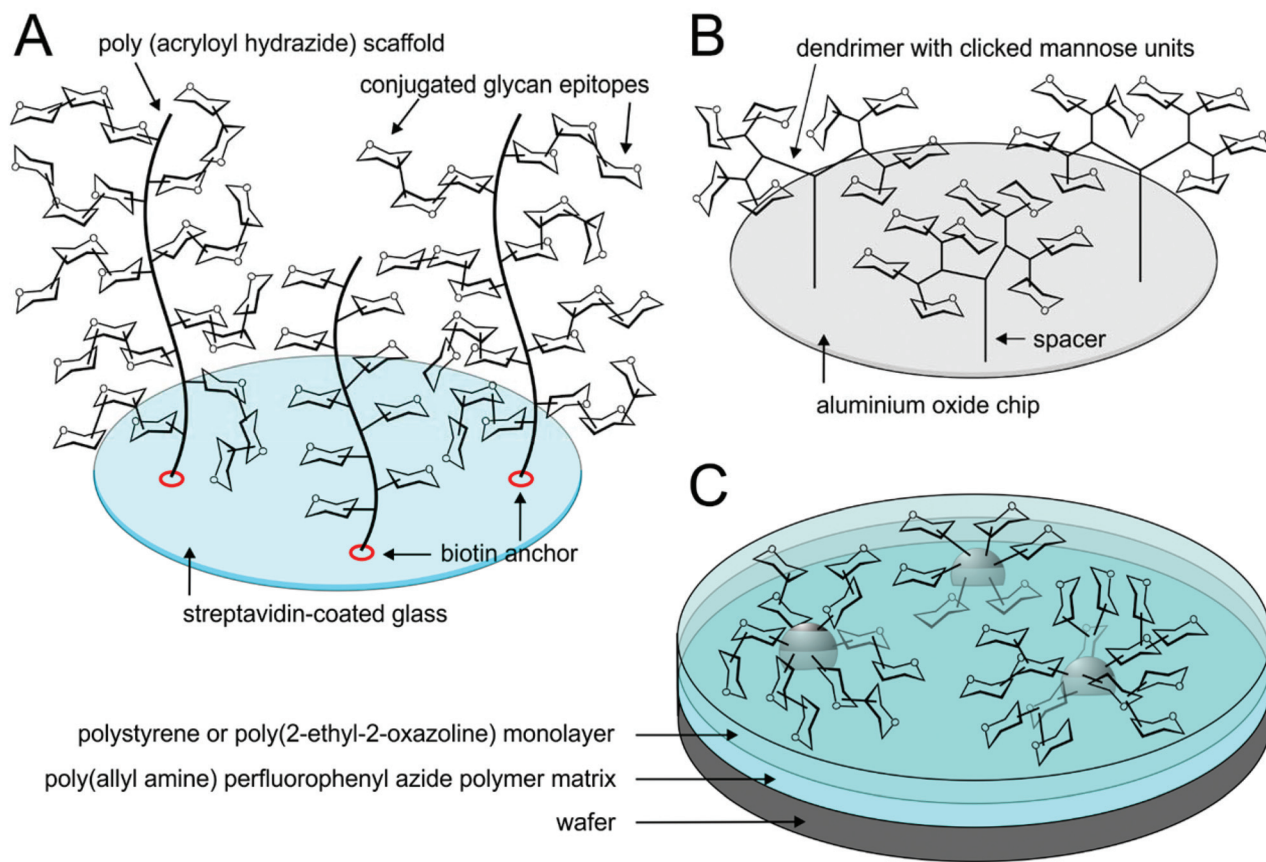 A
poly (acryloyl hydrazide) scaffold
conjugated glycan epitopes
biotin anchor
streptavidin-coated glass
B
dendrimer with clicked mannose units
spacer
aluminium oxide chip
C
polystyrene or poly(2-ethyl-2-oxazoline) monolayer
poly(allyl amine) perfluorophenyl azide polymer matrix
wafer